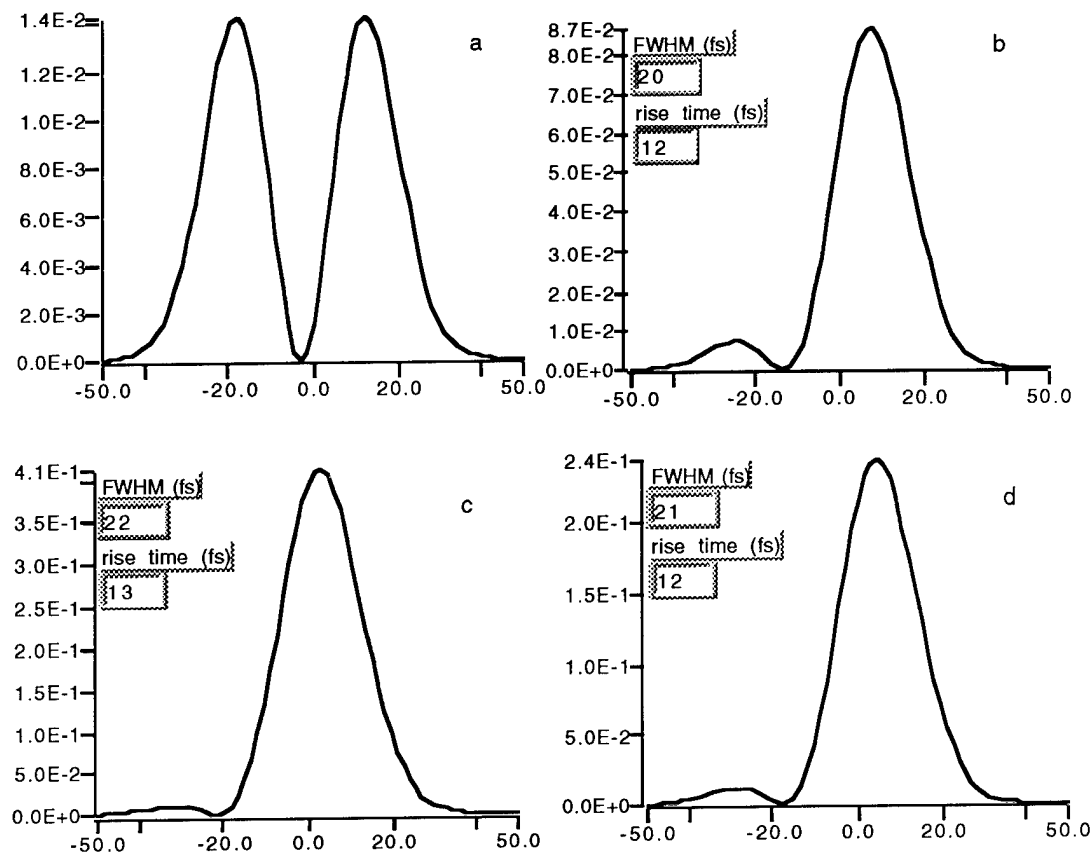 a
1.4E-2
1.2E-2
1.0E-2
8.0E-3
6.0E-3
4.0E-3
2.0E-3
0.0E+0
-50.0 -20.0 0.0 20.0 50.0
b
8.7E-2
8.0E-2
7.0E-2
6.0E-2
5.0E-2
4.0E-2
3.0E-2
2.0E-2
1.0E-2
0.0E+0
FWHM (fs)
20
rise time (fs)
12
-50.0 -20.0 0.0 20.0 50.0
c
4.1E-1
3.5E-1
3.0E-1
2.5E-1
2.0E-1
1.5E-1
1.0E-1
5.0E-2
0.0E+0
FWHM (fs)
22
rise time (fs)
13
-50.0 -20.0 0.0 20.0 50.0
d
2.4E-1
2.0E-1
1.5E-1
1.0E-1
5.0E-2
0.0E+0
FWHM (fs)
21
rise time (fs)
12
-50.0 -20.0 0.0 20.0 50.0